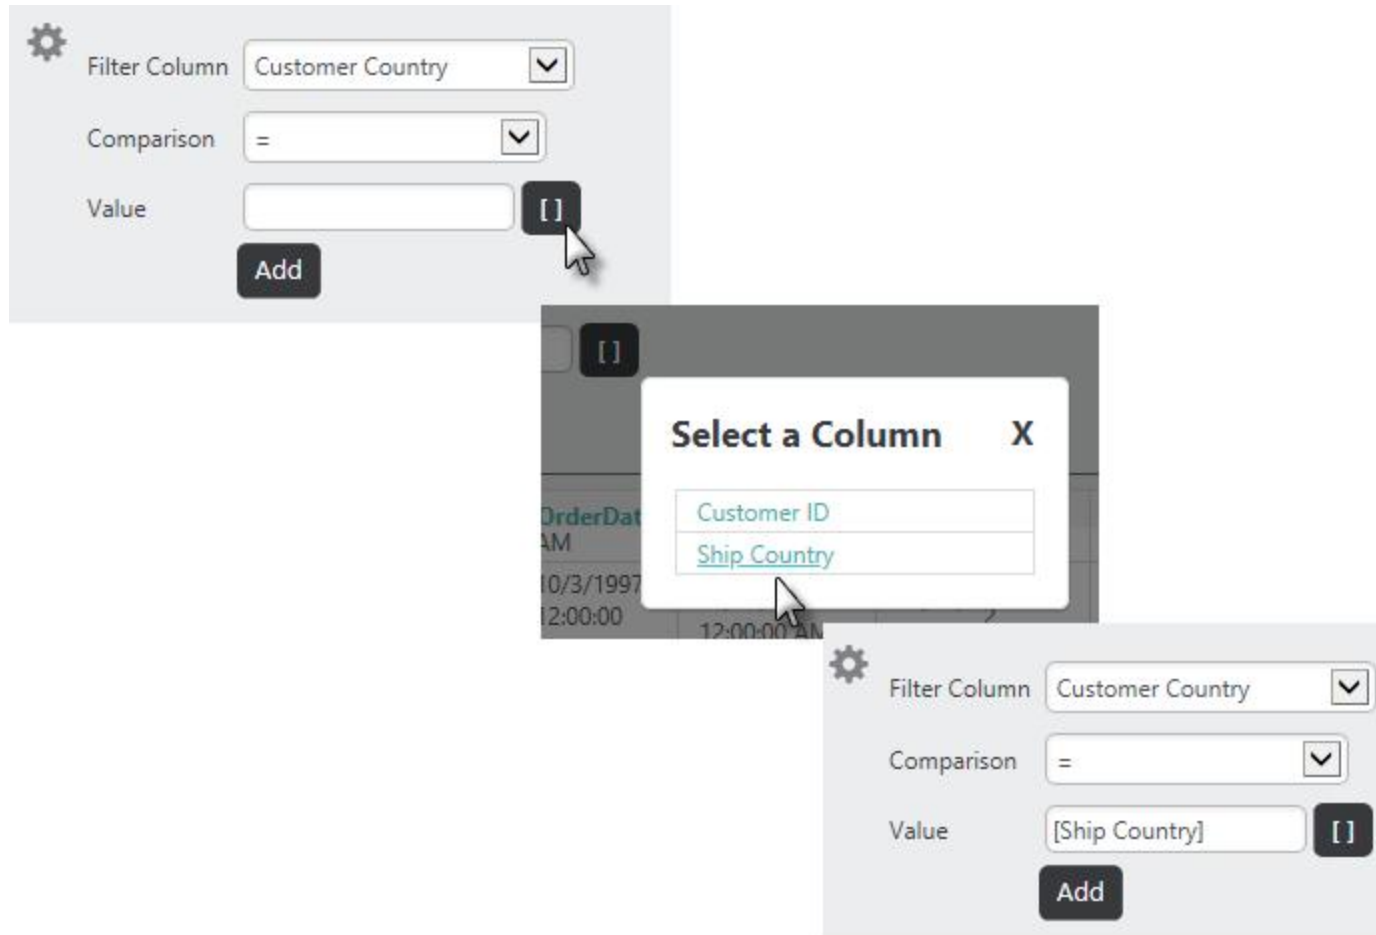 Filter Column Customer Country
Comparison =
Value [ ]
Add
[ ]
Select a Column X
OrderDat
Customer ID
AM
Ship Country
10/3/1997
12:00:00
12:00:00 AM
Filter Column Customer Country
Comparison =
Value [Ship Country] [ ]
Add